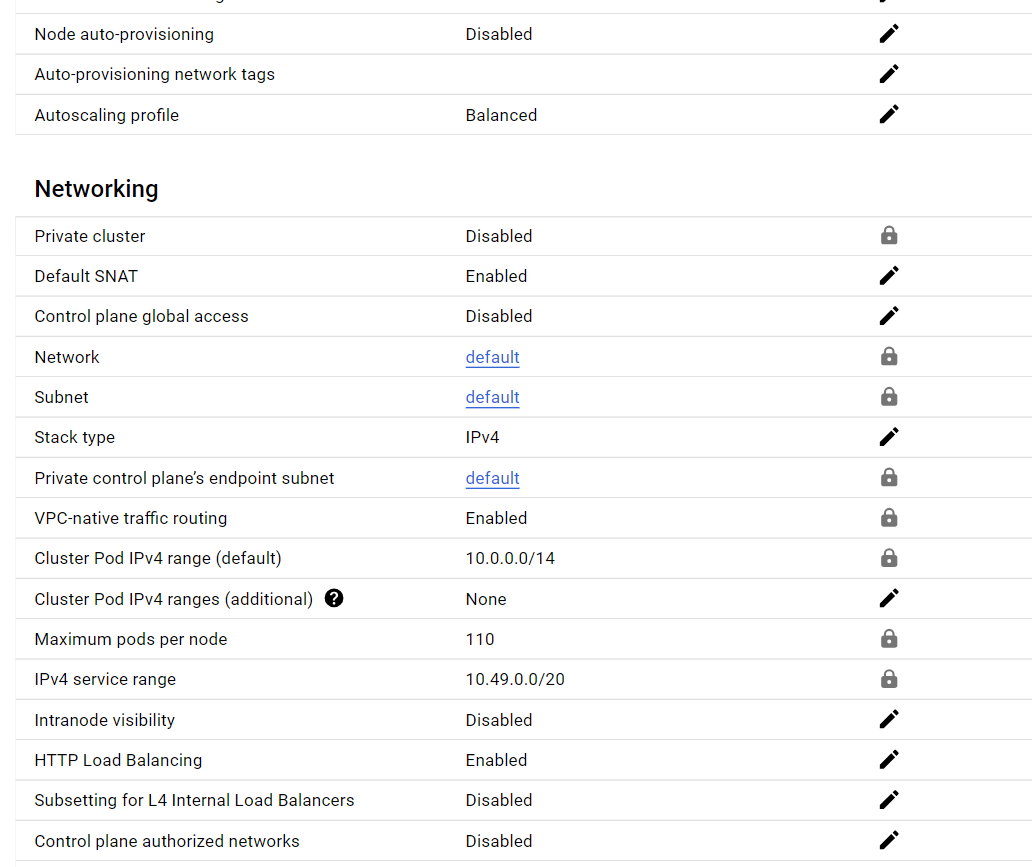 Node auto-provisioning Disabled
Auto-provisioning network tags
Autoscaling profile Balanced
Networking
Private cluster Disabled
Default SNAT Enabled
Control plane global access Disabled
Network default
Subnet default
Stack type IPv4
Private control plane’s endpoint subnet default
VPC-native traffic routing Enabled
Cluster Pod IPv4 range (default) 10.0.0.0/14
Cluster Pod IPv4 ranges (additional) ? None
Maximum pods per node 110
IPv4 service range 10.49.0.0/20
Intranode visibility Disabled
HTTP Load Balancing Enabled
Subsetting for L4 Internal Load Balancers Disabled
Control plane authorized networks Disabled